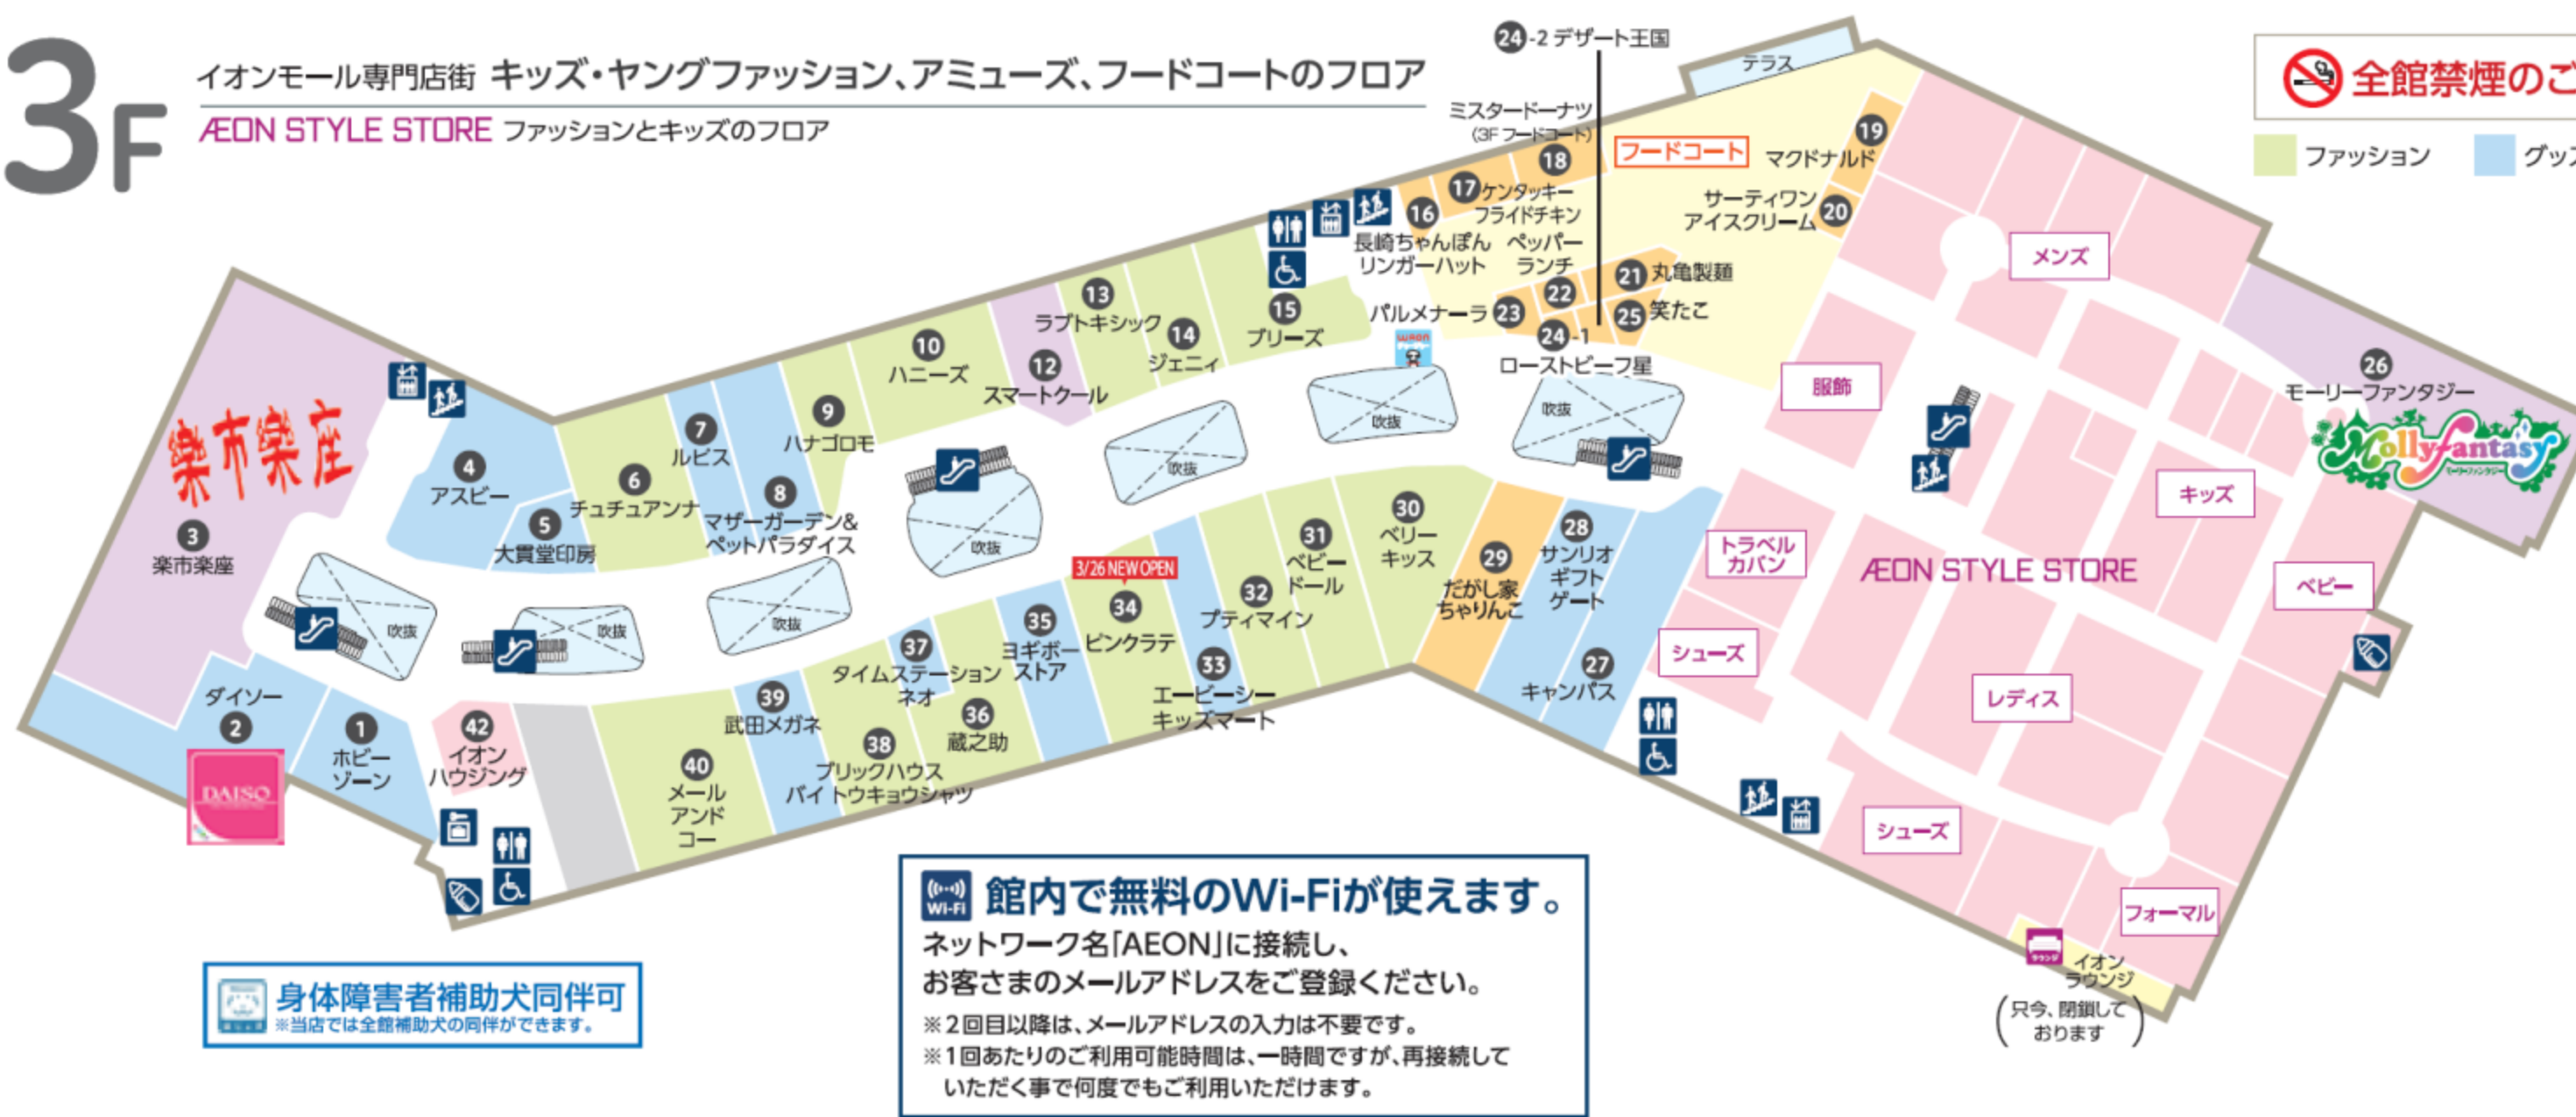 3F
イオンモール専門店街 キッズ・ヤングファッション、アミューズ、フードコートのフロア
ÆON STYLE STORE ファッションとキッズのフロア
全館禁煙のご
ファッション
グッズ
24-2 デザート王国
テラス
ミスタードーナツ
(3F フードコート)
18
フードコート
19
マクドナルド
サーティワン
アイスクリーム
20
17 ケンタッキー
フライドチキン
16
長崎ちゃんぽん
リンガーハット
ペッパー
ランチ
22
21 丸亀製麺
パルメナーラ 23
25 笑たこ
24-1
ローストビーフ星
WAON
15
ブリーズ
14
ジェニィ
13
ラブトキシック
12
スマートクール
10
ハニーズ
9
ハナゴロモ
8
マザーガーデン&
ペットパラダイス
7
ルピス
6
チュチュアンナ
5
大貫堂印房
4
アスビー
楽市楽座
3
楽市楽座
吹抜
吹抜
吹抜
吹抜
吹抜
吹抜
吹抜
ダイソー
2
DAISO
1
ホビー
ゾーン
42
イオン
ハウジング
40
メール
アンド
コー
39
武田メガネ
38
ブリックハウス
バイ トウキョウシャツ
37
タイムステーション
ネオ
36
蔵之助
35
ヨギボー
ストア
3/26 NEW OPEN
34
ピンクラテ
33
エービーシー
キッズマート
32
プティマイン
31
ベビー
ドール
30
ベリー
キッス
29
だがし家
ちゃりんこ
28
サンリオ
ギフト
ゲート
27
キャンパス
メンズ
服飾
トラベル
カバン
シューズ
ÆON STYLE STORE
キッズ
ベビー
レディス
シューズ
フォーマル
26
モーリーファンタジー
Mollyfantasy
モーリーファンタジー
ラウンジ
イオン
ラウンジ
(只今、閉鎖して
おります)
身体障害者補助犬同伴可
※当店では全館補助犬の同伴ができます。
Wi-Fi
館内で無料のWi-Fiが使えます。
ネットワーク名「AEON」に接続し、
お客さまのメールアドレスをご登録ください。
※2回目以降は、メールアドレスの入力は不要です。
※1回あたりのご利用可能時間は、一時間ですが、再接続して
いただく事で何度でもご利用いただけます。